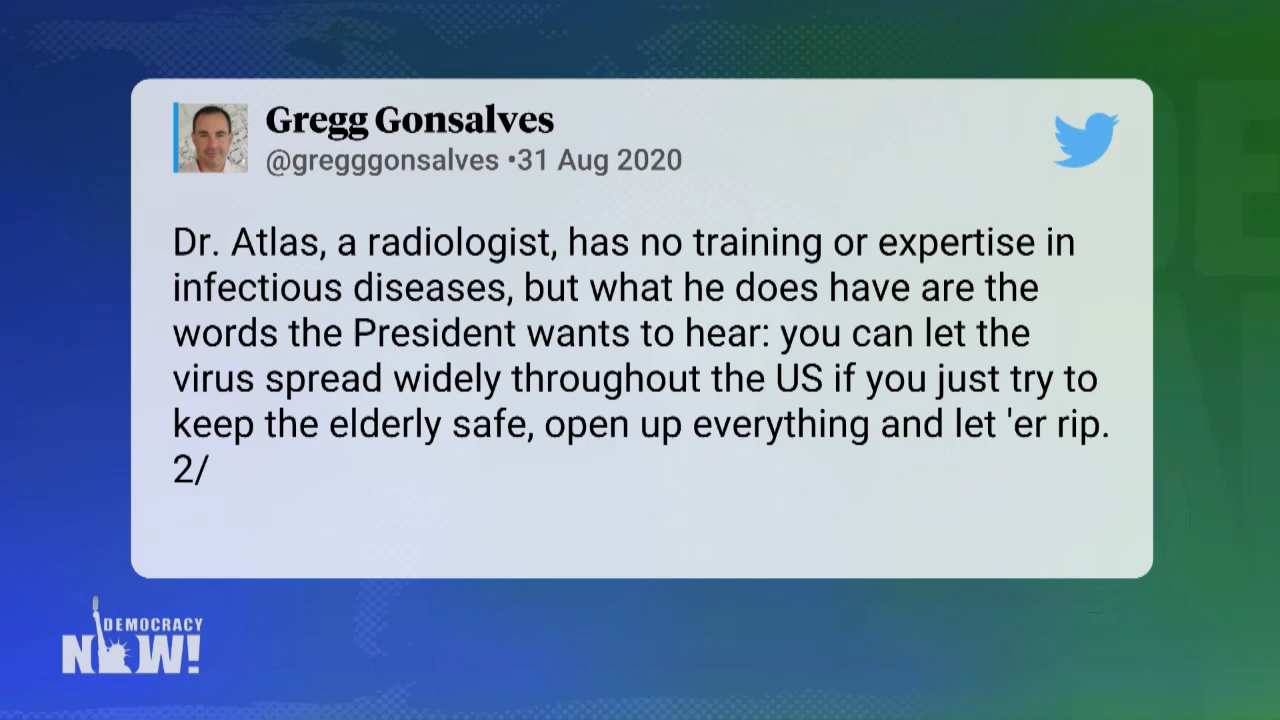 Gregg Gonsalves
@gregggonsalves •31 Aug 2020
Dr. Atlas, a radiologist, has no training or expertise in
infectious diseases, but what he does have are the
words the President wants to hear: you can let the
virus spread widely throughout the US if you just try to
keep the elderly safe, open up everything and let 'er rip.
2/
DEMOCRACY
NOW!